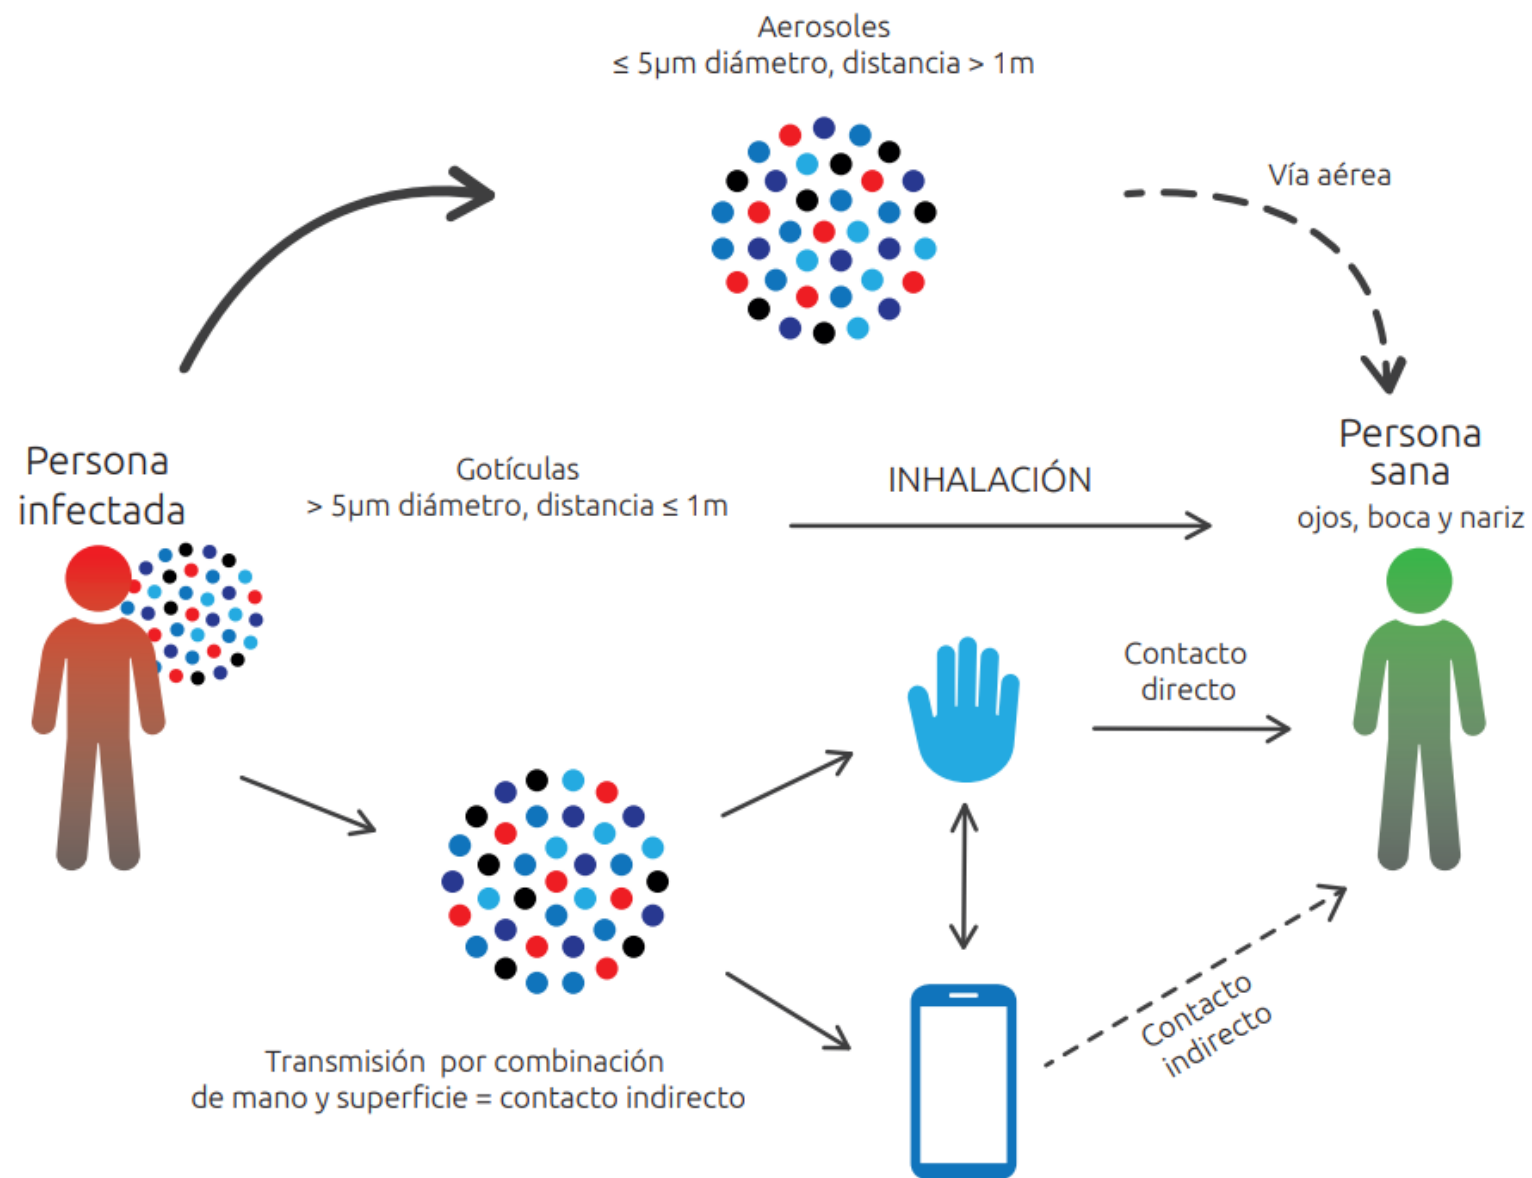 Aerosoles
≤ 5µm diámetro, distancia > 1m
Vía aérea
Persona
infectada
Gotículas
> 5µm diámetro, distancia ≤ 1m
INHALACIÓN
Persona
sana
ojos, boca y nariz
Contacto
directo
Contacto
indirecto
Transmisión por combinación
de mano y superficie = contacto indirecto